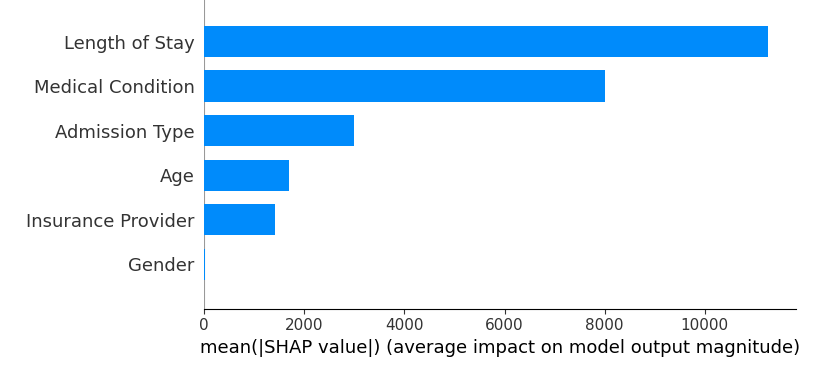 Length of Stay
Medical Condition
Admission Type
Age
Insurance Provider
Gender
0 2000 4000 6000 8000 10000
mean(|SHAP value|) (average impact on model output magnitude)